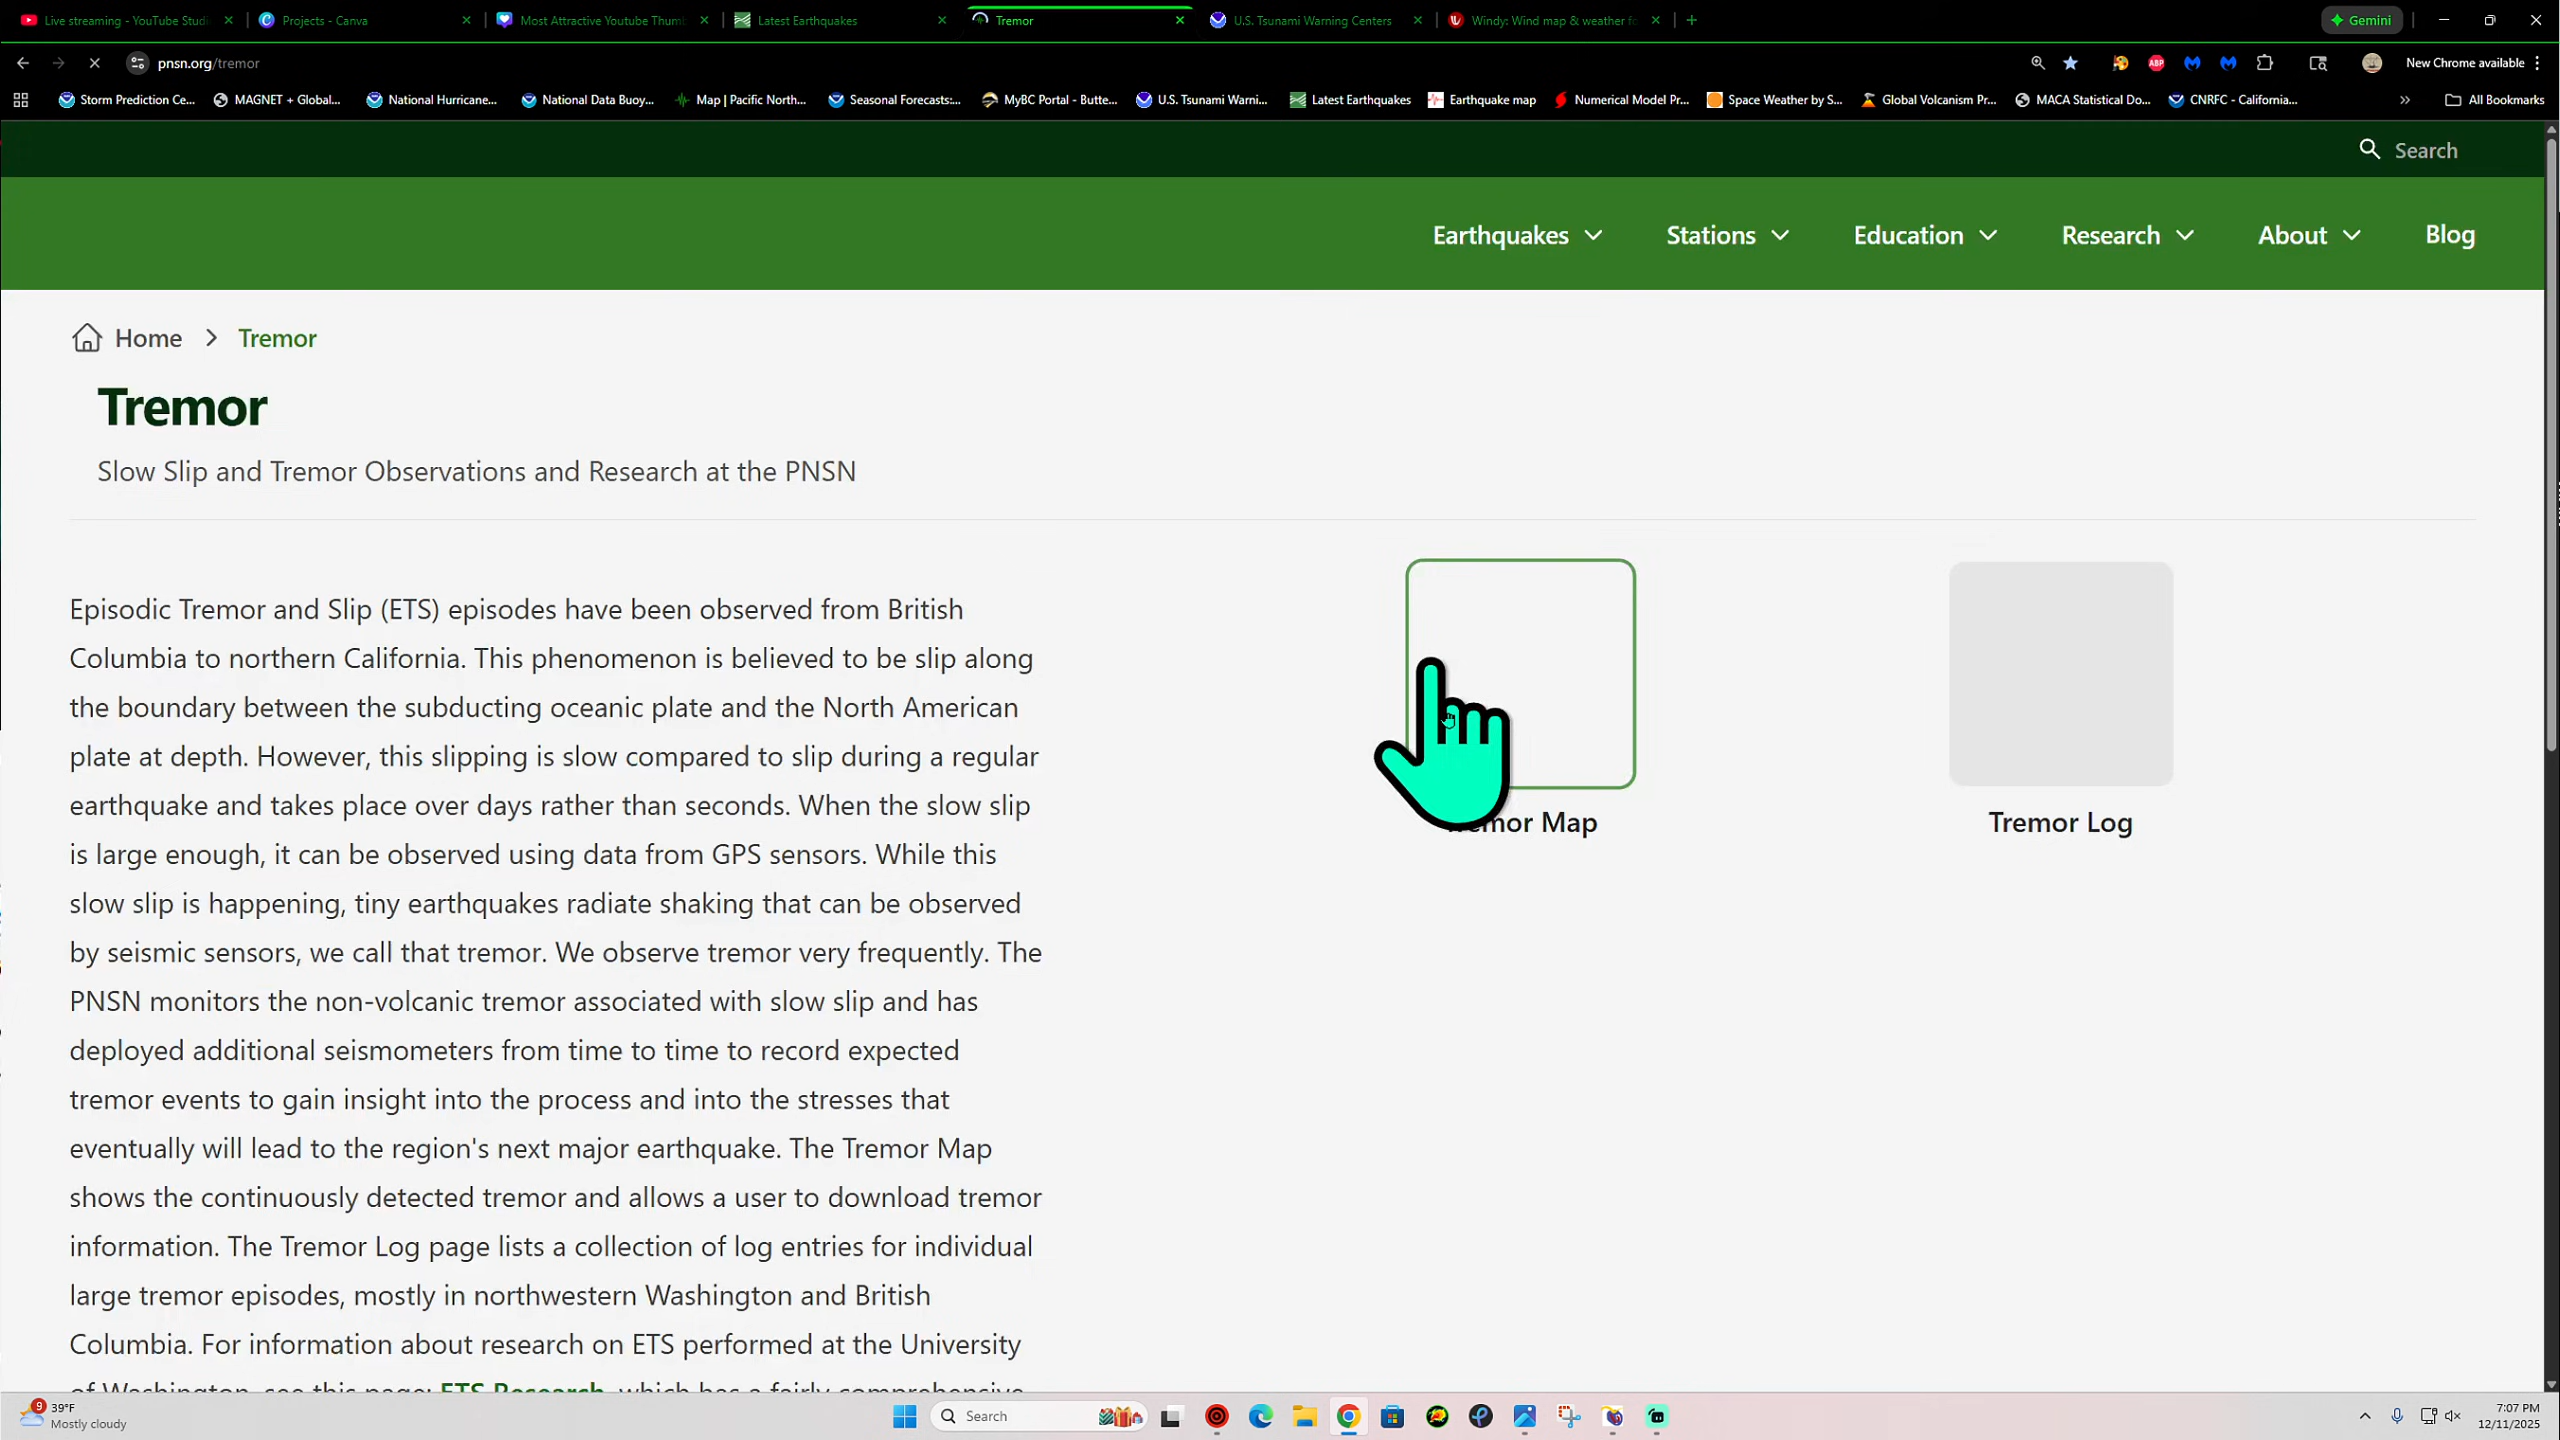 Live streaming - YouTube Studi
Projects - Canva
Most Attractive Youtube Thum
Latest Earthquakes
Tremor
U.S. Tsunami Warning Centers
Windy: Wind map & weather fo
Gemini
pnsn.org/tremor
ABP
New Chrome available
Storm Prediction Ce...
MAGNET + Global...
National Hurricane...
National Data Buoy...
Map | Pacific North...
Seasonal Forecasts:...
MyBC Portal - Butte...
U.S. Tsunami Warni...
Latest Earthquakes
Earthquake map
Numerical Model Pr...
Space Weather by S...
Global Volcanism Pr...
MACA Statistical Do...
CNRFC - California...
All Bookmarks
Search
Earthquakes
Stations
Education
Research
About
Blog
Home > Tremor
Tremor
Slow Slip and Tremor Observations and Research at the PNSN
Episodic Tremor and Slip (ETS) episodes have been observed from British
Columbia to northern California. This phenomenon is believed to be slip along
the boundary between the subducting oceanic plate and the North American
plate at depth. However, this slipping is slow compared to slip during a regular
earthquake and takes place over days rather than seconds. When the slow slip
is large enough, it can be observed using data from GPS sensors. While this
slow slip is happening, tiny earthquakes radiate shaking that can be observed
by seismic sensors, we call that tremor. We observe tremor very frequently. The
PNSN monitors the non-volcanic tremor associated with slow slip and has
deployed additional seismometers from time to time to record expected
tremor events to gain insight into the process and into the stresses that
eventually will lead to the region's next major earthquake. The Tremor Map
shows the continuously detected tremor and allows a user to download tremor
information. The Tremor Log page lists a collection of log entries for individual
large tremor episodes, mostly in northwestern Washington and British
Columbia. For information about research on ETS performed at the University
of Washington, see this page: ETS Research, which has a fairly comprehensive
Tremor Map
Tremor Log
9
39°F
Mostly cloudy
Search
7:07 PM
12/11/2025